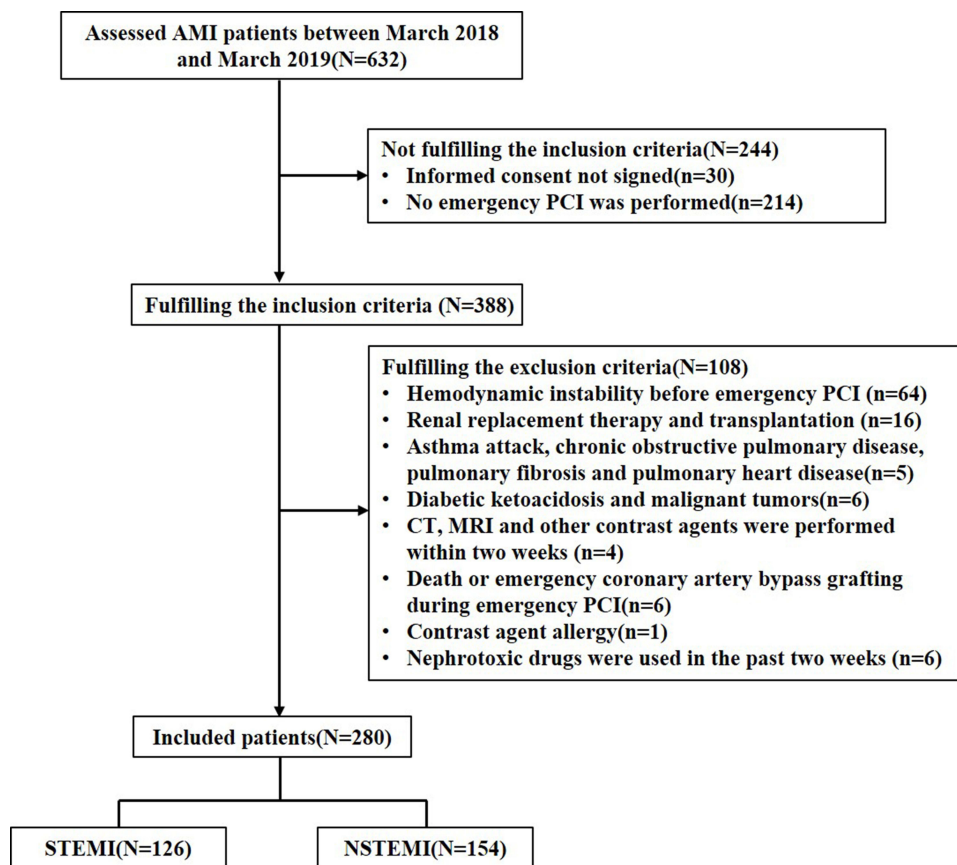 Assessed AMI patients between March 2018
and March 2019(N=632)
Not fulfilling the inclusion criteria(N=244)
• Informed consent not signed(n=30)
• No emergency PCI was performed(n=214)
Fulfilling the inclusion criteria (N=388)
Fulfilling the exclusion criteria(N=108)
• Hemodynamic instability before emergency PCI (n=64)
• Renal replacement therapy and transplantation (n=16)
• Asthma attack, chronic obstructive pulmonary disease,
pulmonary fibrosis and pulmonary heart disease(n=5)
• Diabetic ketoacidosis and malignant tumors(n=6)
• CT, MRI and other contrast agents were performed
within two weeks (n=4)
• Death or emergency coronary artery bypass grafting
during emergency PCI(n=6)
• Contrast agent allergy(n=1)
• Nephrotoxic drugs were used in the past two weeks (n=6)
Included patients(N=280)
STEMI(N=126)
NSTEMI(N=154)